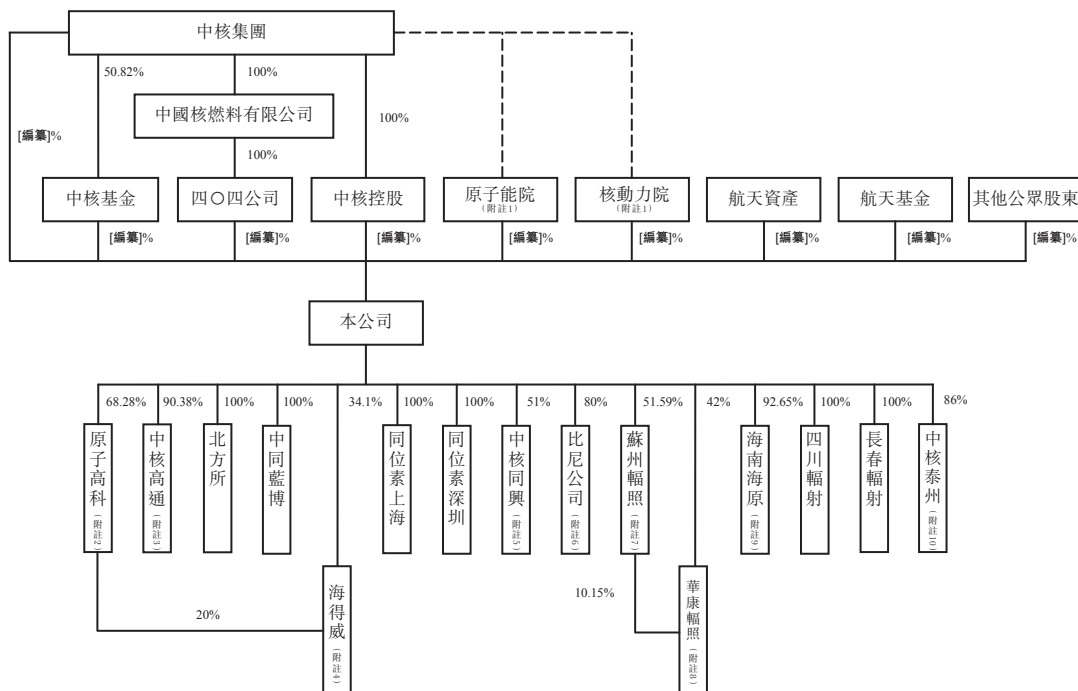 中核集團
50.82%
100%
中國核燃料有限公司
100%
[編纂]%
100%
中核基金
四〇四公司
中核控股
原子能院
(附註1)
核動力院
(附註1)
航天資產
航天基金
其他公眾股東
[編纂]%
[編纂]%
[編纂]%
[編纂]%
[編纂]%
[編纂]%
[編纂]%
[編纂]%
本公司
68.28%
90.38%
100%
100%
34.1%
100%
100%
51%
80%
51.59%
42%
92.65%
100%
100%
86%
原子高科(附註2)
中核高通(附註3)
北方所
中同藍博
同位素上海
同位素深圳
中核同興(附註5)
比尼公司(附註6)
蘇州輻照(附註7)
海南海原(附註9)
四川輻射
長春輻射
中核泰州(附註10)
20%
海得威(附註4)
10.15%
華康輻照(附註8)